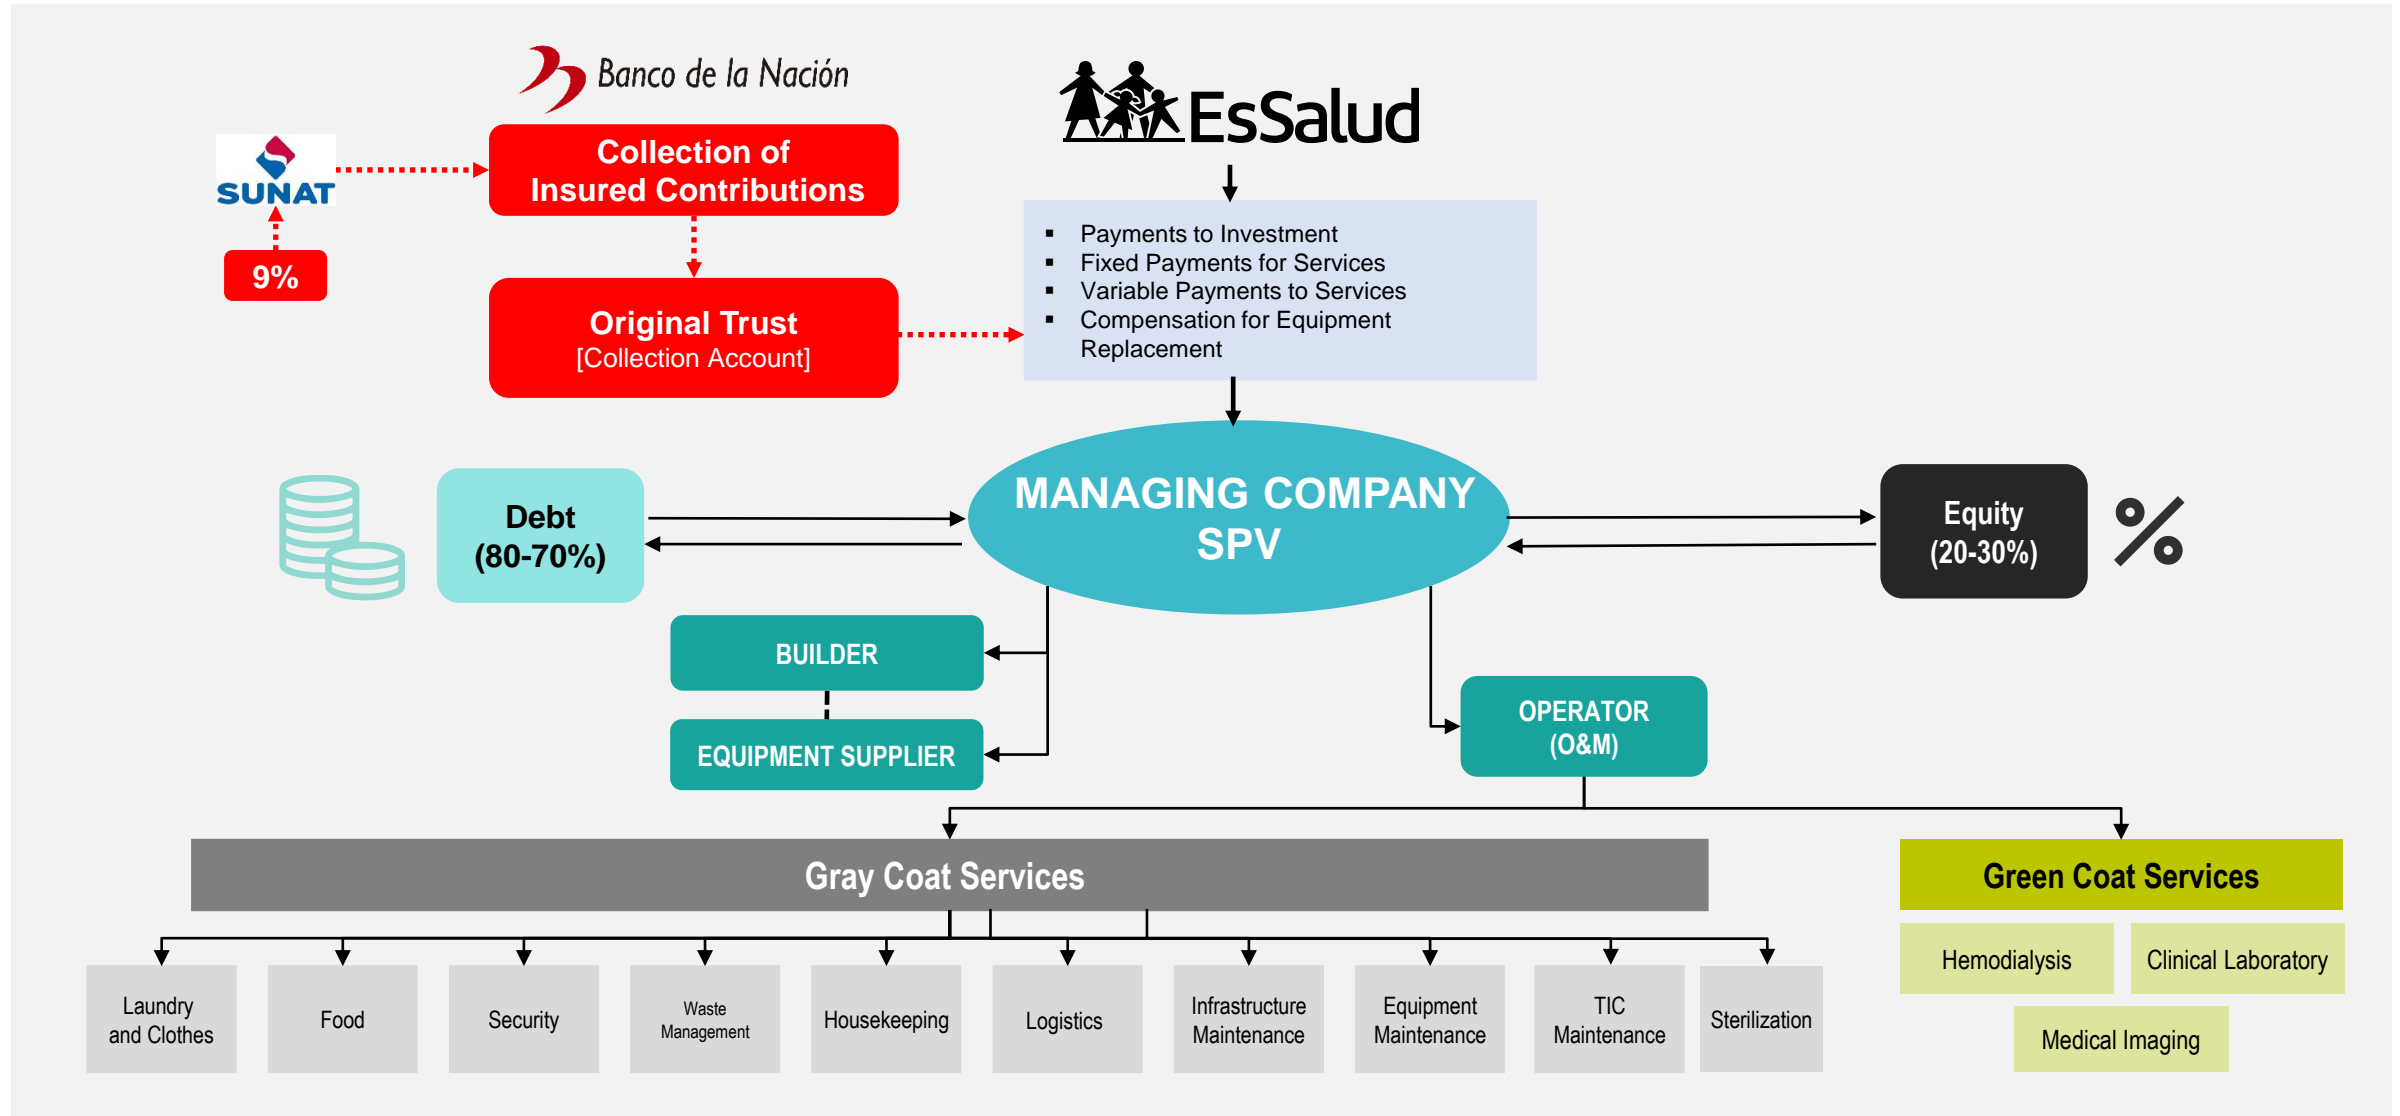 Banco de la Nación
EsSalud
SUNAT
Collection of
Insured Contributions
9%
Original Trust
[Collection Account]
▪ Payments to Investment
▪ Fixed Payments for Services
▪ Variable Payments to Services
▪ Compensation for Equipment
Replacement
Debt
(80-70%)
MANAGING COMPANY
SPV
Equity
(20-30%)
%
BUILDER
EQUIPMENT SUPPLIER
OPERATOR
(O&M)
Gray Coat Services
Green Coat Services
Laundry
and Clothes
Food
Security
Waste
Management
Housekeeping
Logistics
Infrastructure
Maintenance
Equipment
Maintenance
TIC
Maintenance
Sterilization
Hemodialysis
Clinical Laboratory
Medical Imaging